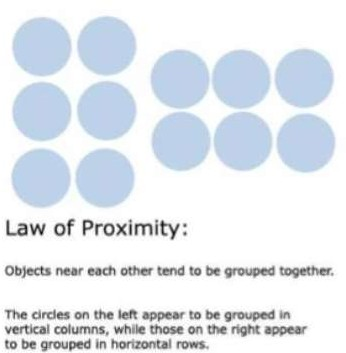 Law of Proximity:
Objects near each other tend to be grouped together.
The circles on the left appear to be grouped in
vertical columns, while those on the right appear
to be grouped in horizontal rows.